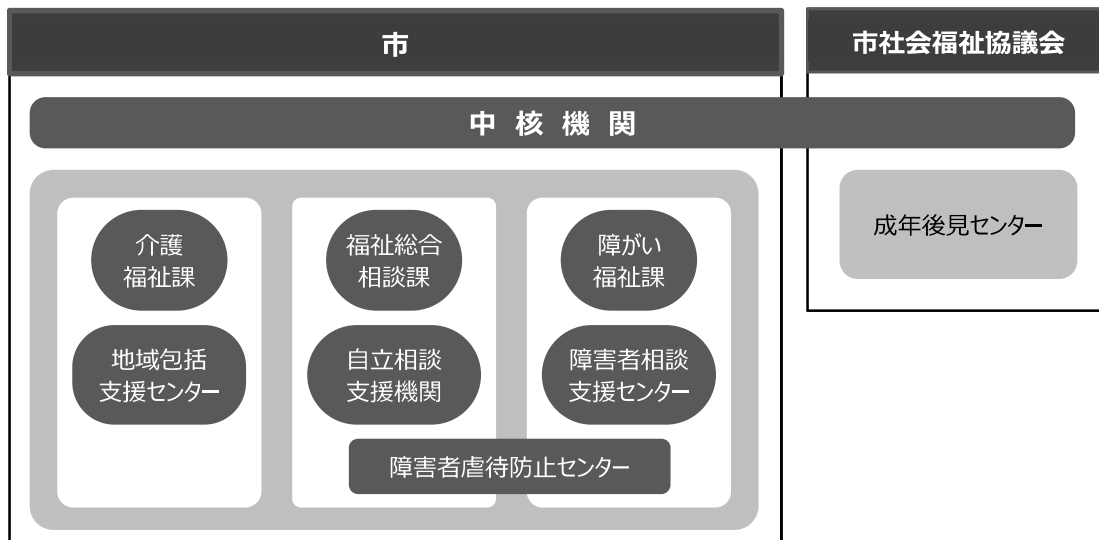 市
市社会福祉協議会
中核機関
介護
福祉課
福祉総合
相談課
障がい
福祉課
成年後見センター
地域包括
支援センター
自立相談
支援機関
障害者相談
支援センター
障害者虐待防止センター